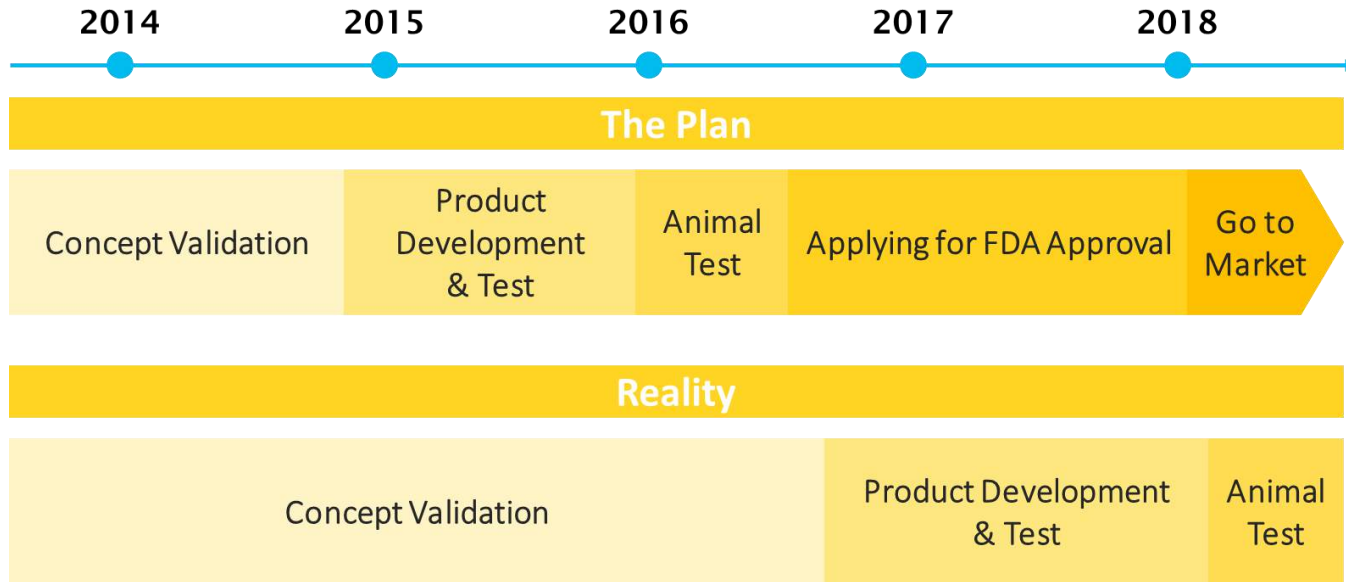 2014 2015 2016 2017 2018
The Plan
Concept Validation
Product
Development
& Test
Animal
Test
Applying for FDA Approval
Go to
Market
Reality
Concept Validation
Product Development
& Test
Animal
Test